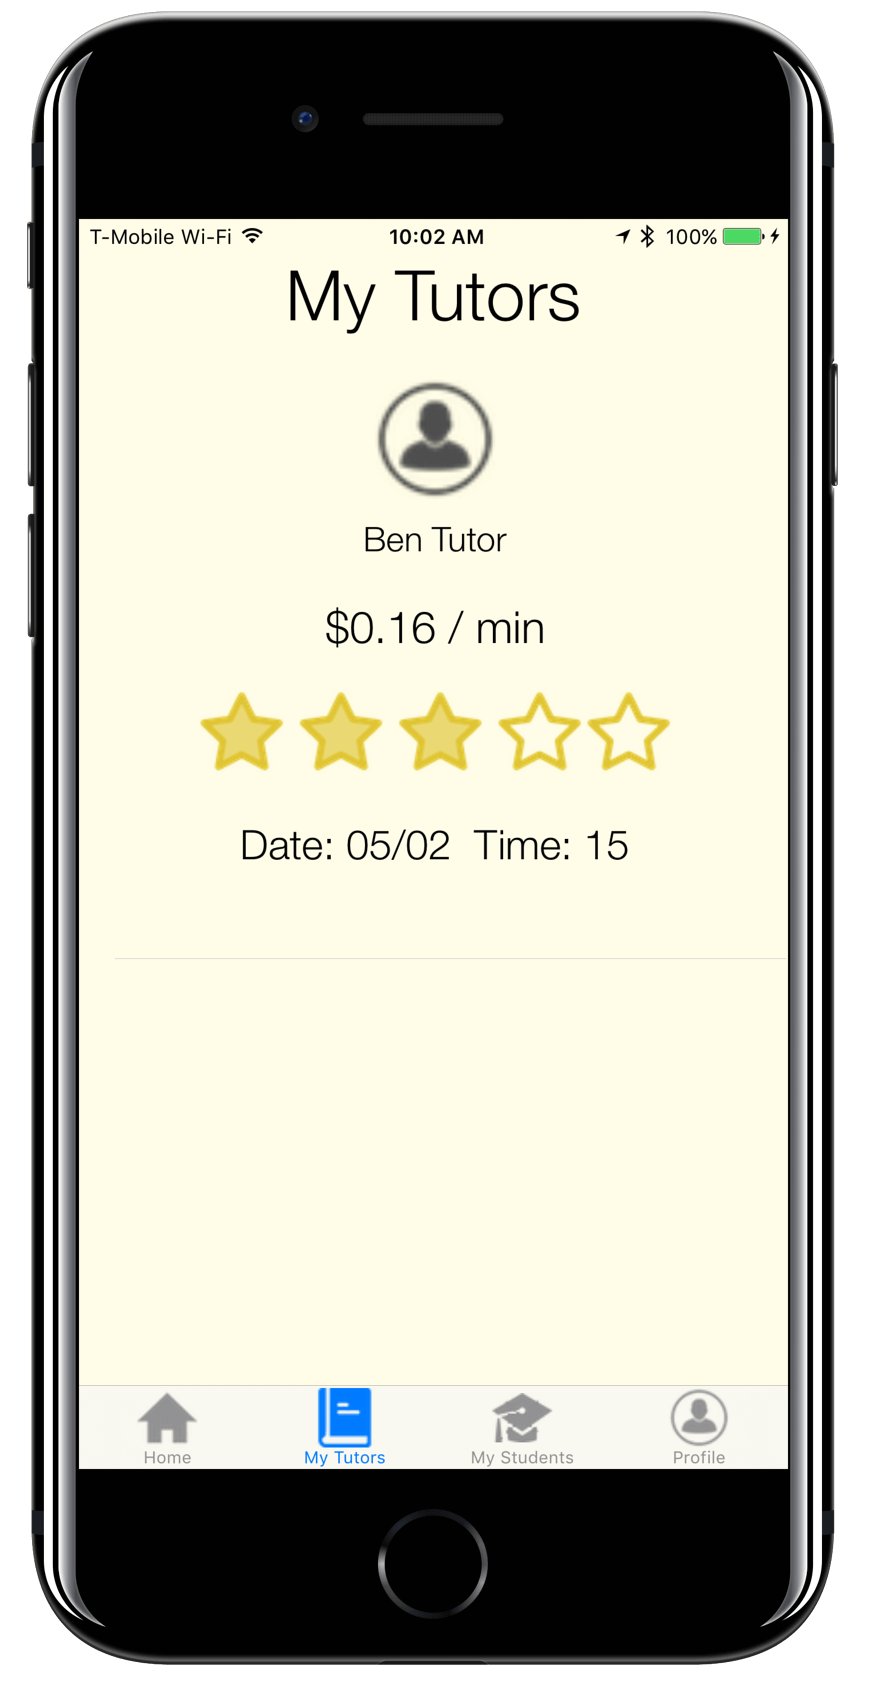 T-Mobile Wi-Fi 10:02 AM 100%
My Tutors
Ben Tutor
$0.16 / min
Date: 05/02 Time: 15
Home My Tutors My Students Profile